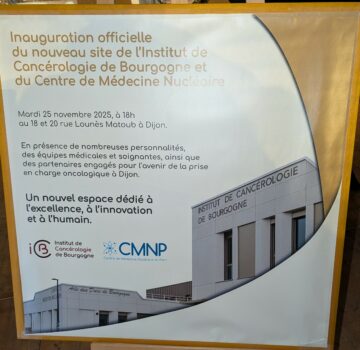 Inauguration officielle
du nouveau site de l'Institut de
Cancérologie de Bourgogne et
du Centre de Médecine Nucléaire
Mardi 25 novembre 2025, à 18h
au 18 et 20 rue Lounès Matoub à Dijon.
En présence de nombreuses personnalités,
des équipes médicales et soignantes, ainsi que
des partenaires engagés pour l'avenir de la prise
en charge oncologique à Dijon.
Un nouvel espace dédié à
l'excellence, à l'innovation
et à l'humain.
INSTITUT DE CANCÉROLOGIE
DE BOURGOGNE
iCB
Institut de
Cancérologie
de Bourgogne
CMNP